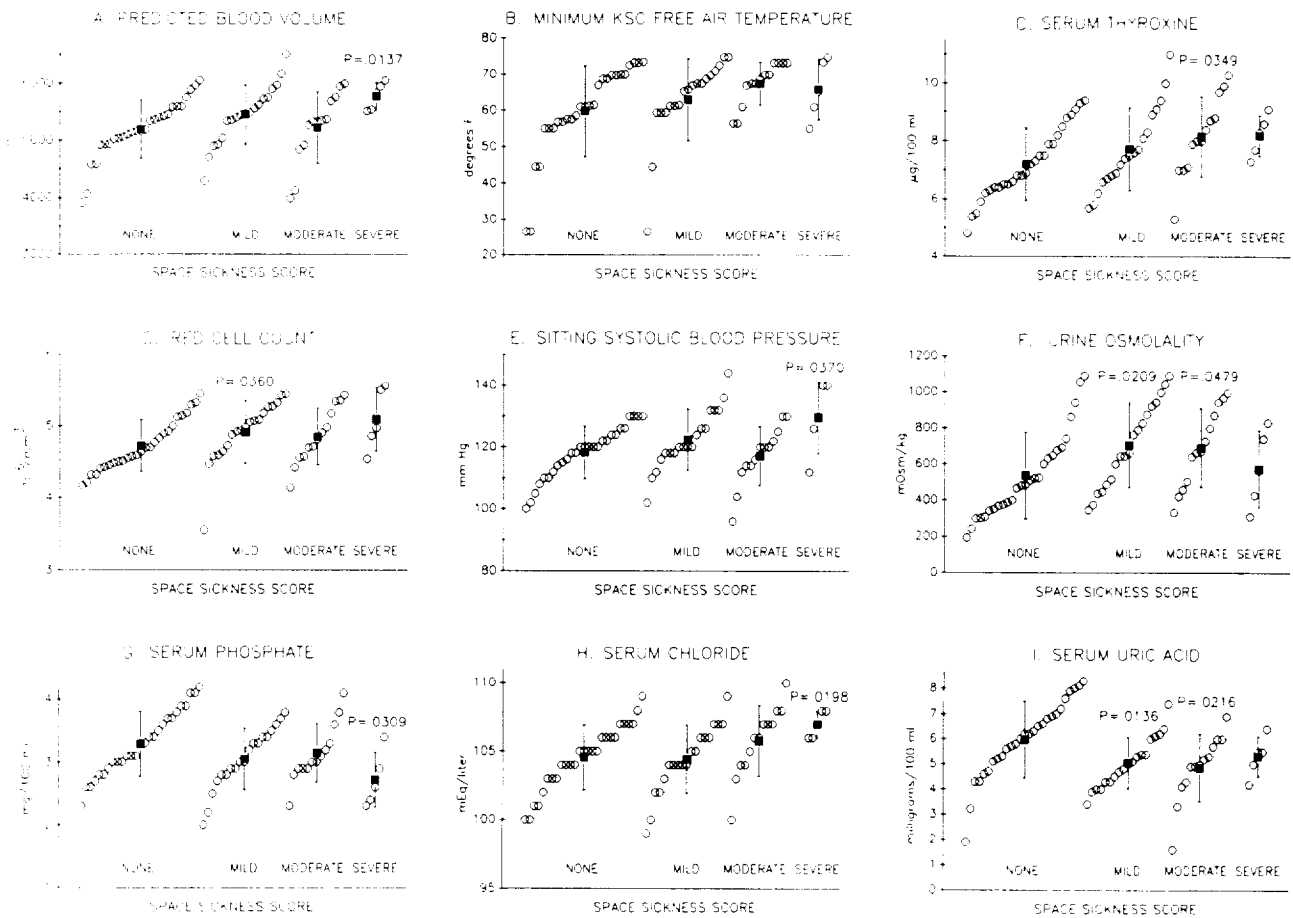 A. PREDICTED BLOOD VOLUME
P=.0137
4000
NONE MILD MODERATE SEVERE
SPACE SICKNESS SCORE
B. MINIMUM KSC FREE AIR TEMPERATURE
degrees f
80
70
60
50
40
30
20
NONE MILD MODERATE SEVERE
SPACE SICKNESS SCORE
C. SERUM THYROXINE
P=.0349
µg/100 ml
10
8
6
4
NONE MILD MODERATE SEVERE
SPACE SICKNESS SCORE
RED CELL COUNT
P=.0360
4
3
NONE MILD MODERATE SEVERE
SPACE SICKNESS SCORE
E. SITTING SYSTOLIC BLOOD PRESSURE
P=.0370
mm Hg
140
120
100
80
NONE MILD MODERATE SEVERE
SPACE SICKNESS SCORE
F. URINE OSMOLALITY
P=.0209 P=.0479
mOsm/kg
1200
1000
800
600
400
200
0
NONE MILD MODERATE SEVERE
SPACE SICKNESS SCORE
G. SERUM PHOSPHATE
P=.0309
mg/100 ml
4
3
NONE MILD MODERATE SEVERE
SPACE SICKNESS SCORE
H. SERUM CHLORIDE
P=.0198
mEq/liter
110
105
100
95
NONE MILD MODERATE SEVERE
SPACE SICKNESS SCORE
I. SERUM URIC ACID
P=.0136 P=.0216
milligrams/100 ml
8
7
6
5
4
3
2
1
0
NONE MILD MODERATE SEVERE
SPACE SICKNESS SCORE